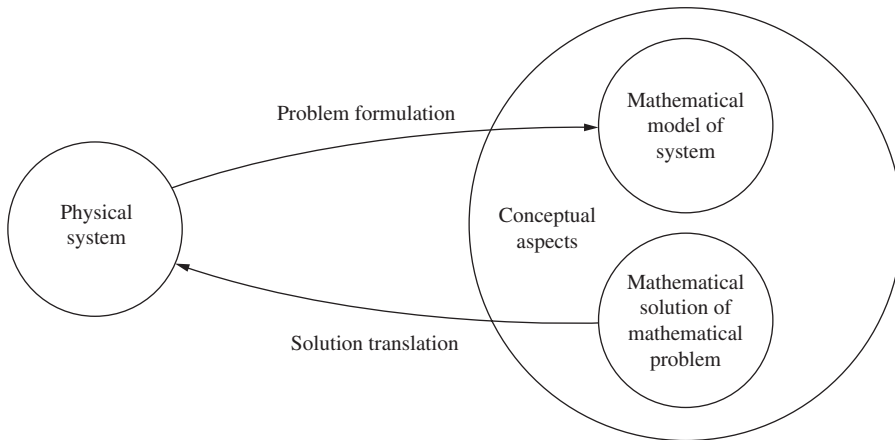 Problem formulation
Mathematical
model of
system
Physical
system
Conceptual
aspects
Mathematical
solution of
mathematical
problem
Solution translation